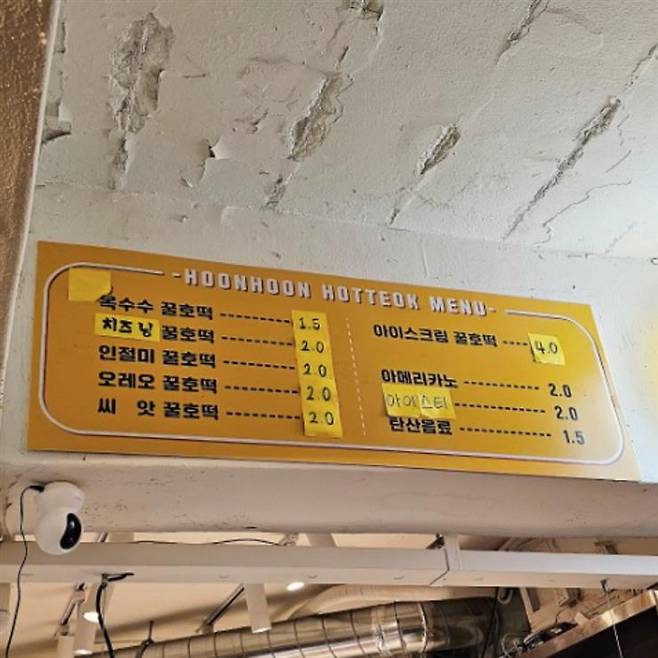 -HOONHOON HOTTEOK MENU-
옥수수 꿀호떡 1.5
치즈닝 꿀호떡 2.0
인절미 꿀호떡 2.0
오레오 꿀호떡 2.0
씨 앗 꿀호떡 2.0
아이스크림 꿀호떡 4.0
아메리카노 2.0
아이스티 2.0
탄산음료 1.5